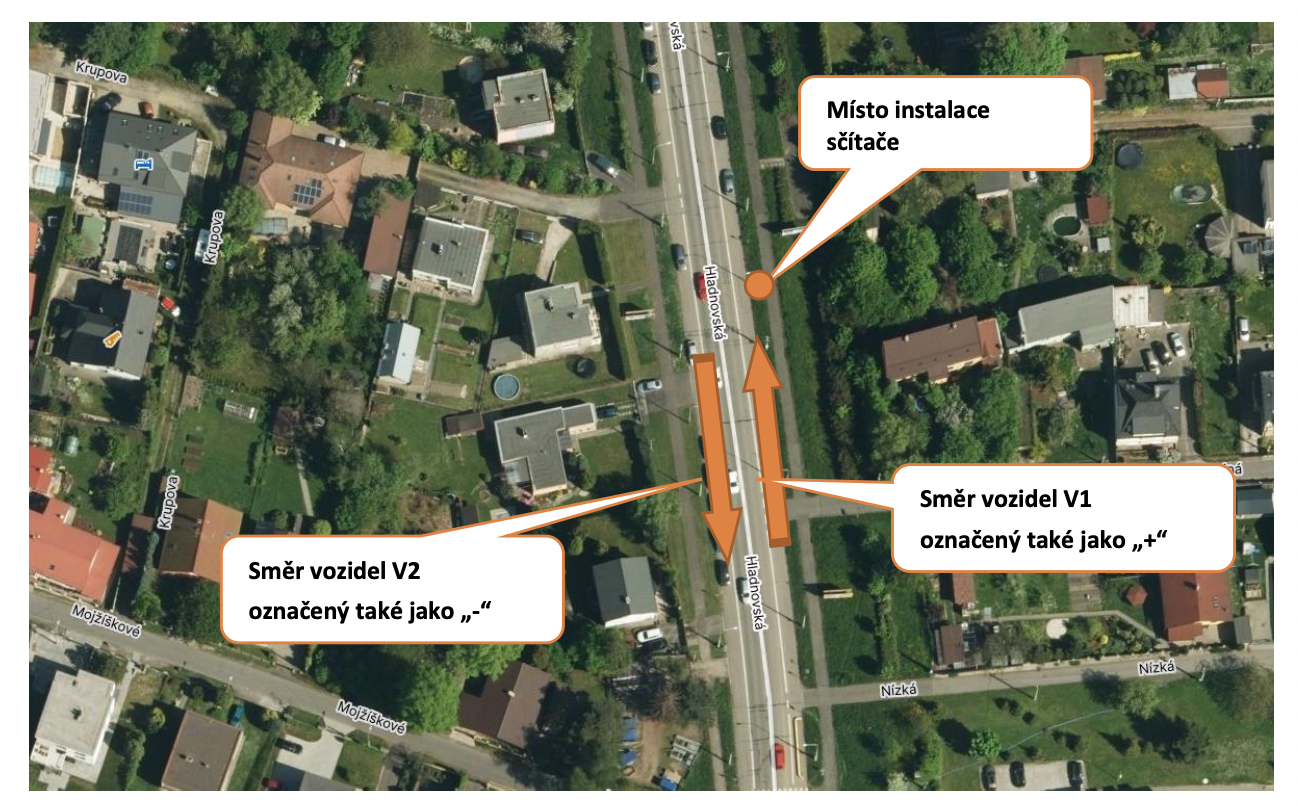 Hladnovská
Krupova
Místo instalace
sčítače
Krupova
Hladnovská
Krupova
Směr vozidel V1
označený také jako „+“
Směr vozidel V2
označený také jako „-“
Hladnovská
Mojžíškové
Mojžíškové
Nízká
Nízká